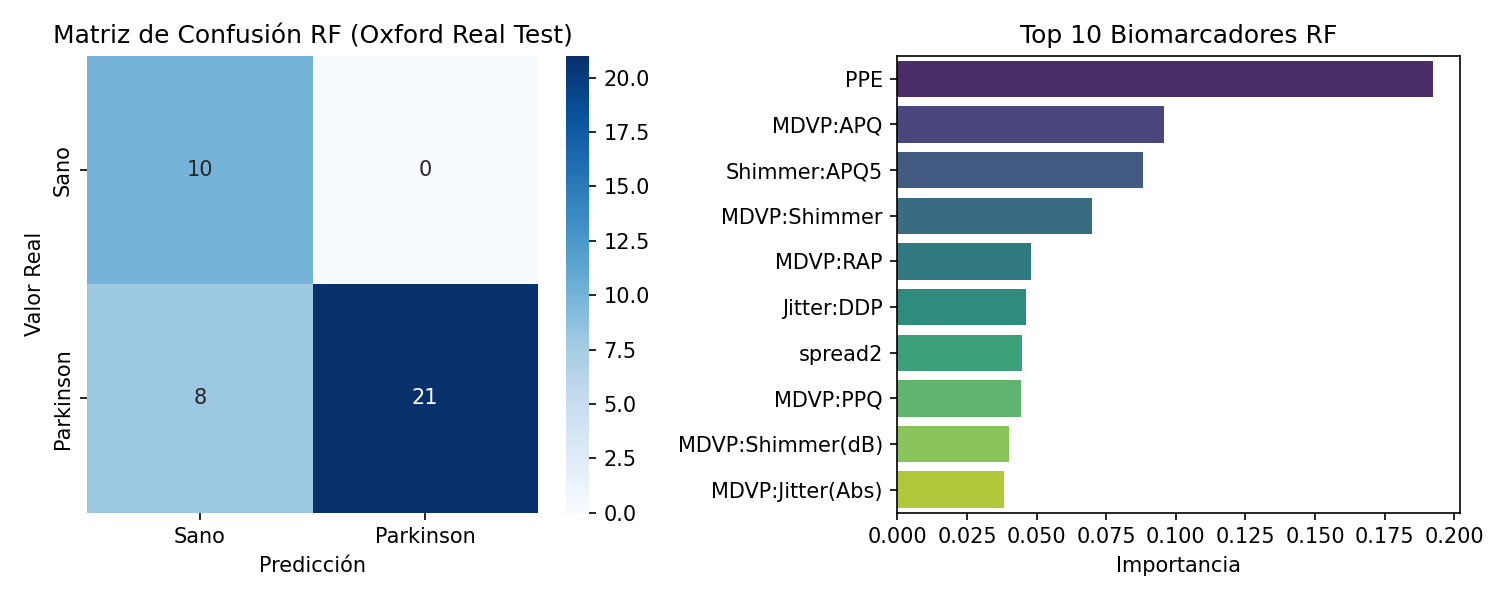 Matriz de Confusión RF (Oxford Real Test)
Valor Real
Sano
Parkinson
10
0
8
21
Sano
Parkinson
Predicción
20.0
17.5
15.0
12.5
10.0
7.5
5.0
2.5
0.0
Top 10 Biomarcadores RF
PPE
MDVP:APQ
Shimmer:APQ5
MDVP:Shimmer
MDVP:RAP
Jitter:DDP
spread2
MDVP:PPQ
MDVP:Shimmer(dB)
MDVP:Jitter(Abs)
0.000 0.025 0.050 0.075 0.100 0.125 0.150 0.175 0.200
Importancia